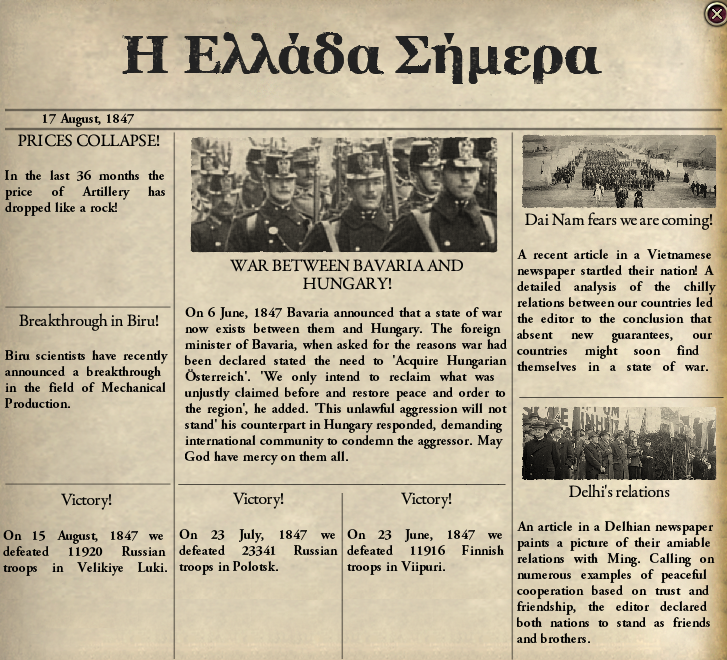 Η Ελλάδα Σήμερα
17 August, 1847
PRICES COLLAPSE!
In the last 36 months the
price of Artillery has
dropped like a rock!
Breakthrough in Biru!
Biru scientists have recently
announced a breakthrough
in the field of Mechanical
Production.
WAR BETWEEN BAVARIA AND
HUNGARY!
On 6 June, 1847 Bavaria announced that a state of war
now exists between them and Hungary. The foreign
minister of Bavaria, when asked for the reasons war had
been declared stated the need to 'Acquire Hungarian
Österreich'. 'We only intend to reclaim what was
unjustly claimed before and restore peace and order to
the region', he added. 'This unlawful aggression will not
stand' his counterpart in Hungary responded, demanding
international community to condemn the aggressor. May
God have mercy on them all.
Dai Nam fears we are coming!
A recent article in a Vietnamese
newspaper startled their nation! A
detailed analysis of the chilly
relations between our countries led
the editor to the conclusion that
absent new guarantees, our
countries might soon find
themselves in a state of war.
Delhi's relations
An article in a Delhian newspaper
paints a picture of their amiable
relations with Ming. Calling on
numerous examples of peaceful
cooperation based on trust and
friendship, the editor declared
both nations to stand as friends
and brothers.
Victory!
On 15 August, 1847 we
defeated 11920 Russian
troops in Velikiye Luki.
Victory!
On 23 July, 1847 we
defeated 23341 Russian
troops in Polotsk.
Victory!
On 23 June, 1847 we
defeated 11916 Finnish
troops in Viipuri.